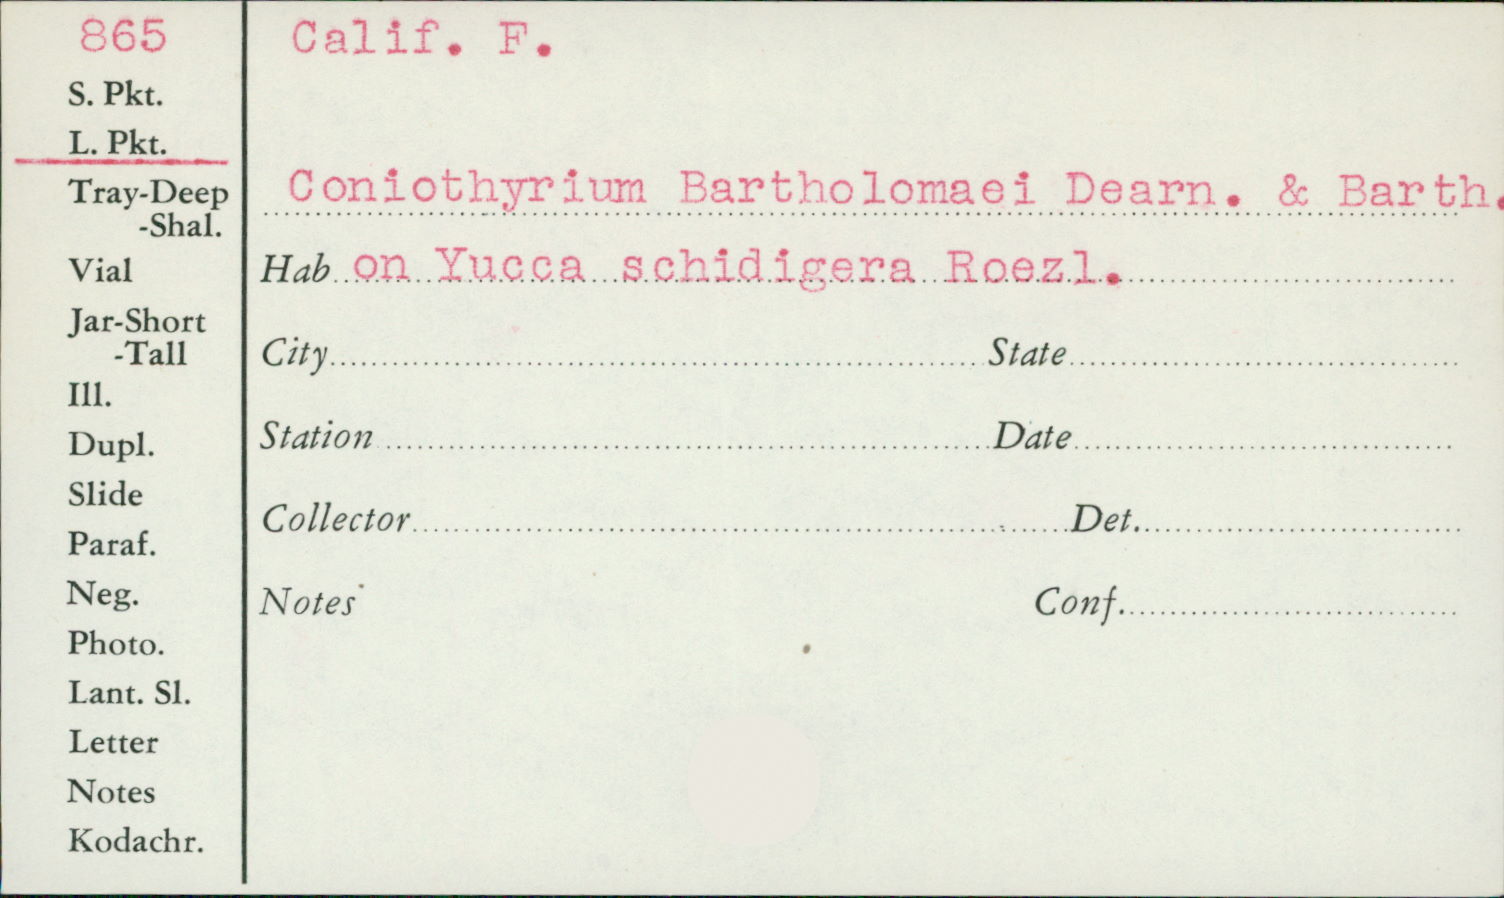 865
Calif. F.
S. Pkt.
L. Pkt.
Tray-Deep
-Shal.
Vial
Jar-Short
-Tall
Ill.
Dupl.
Slide
Paraf.
Neg.
Photo.
Lant. Sl.
Letter
Notes
Kodachr.
Coniothyrium Bartholomaei Dearn. & Barth.
Hab on Yucca schidigera Roezl.
City State
Station Date
Collector Det.
Notes Conf.